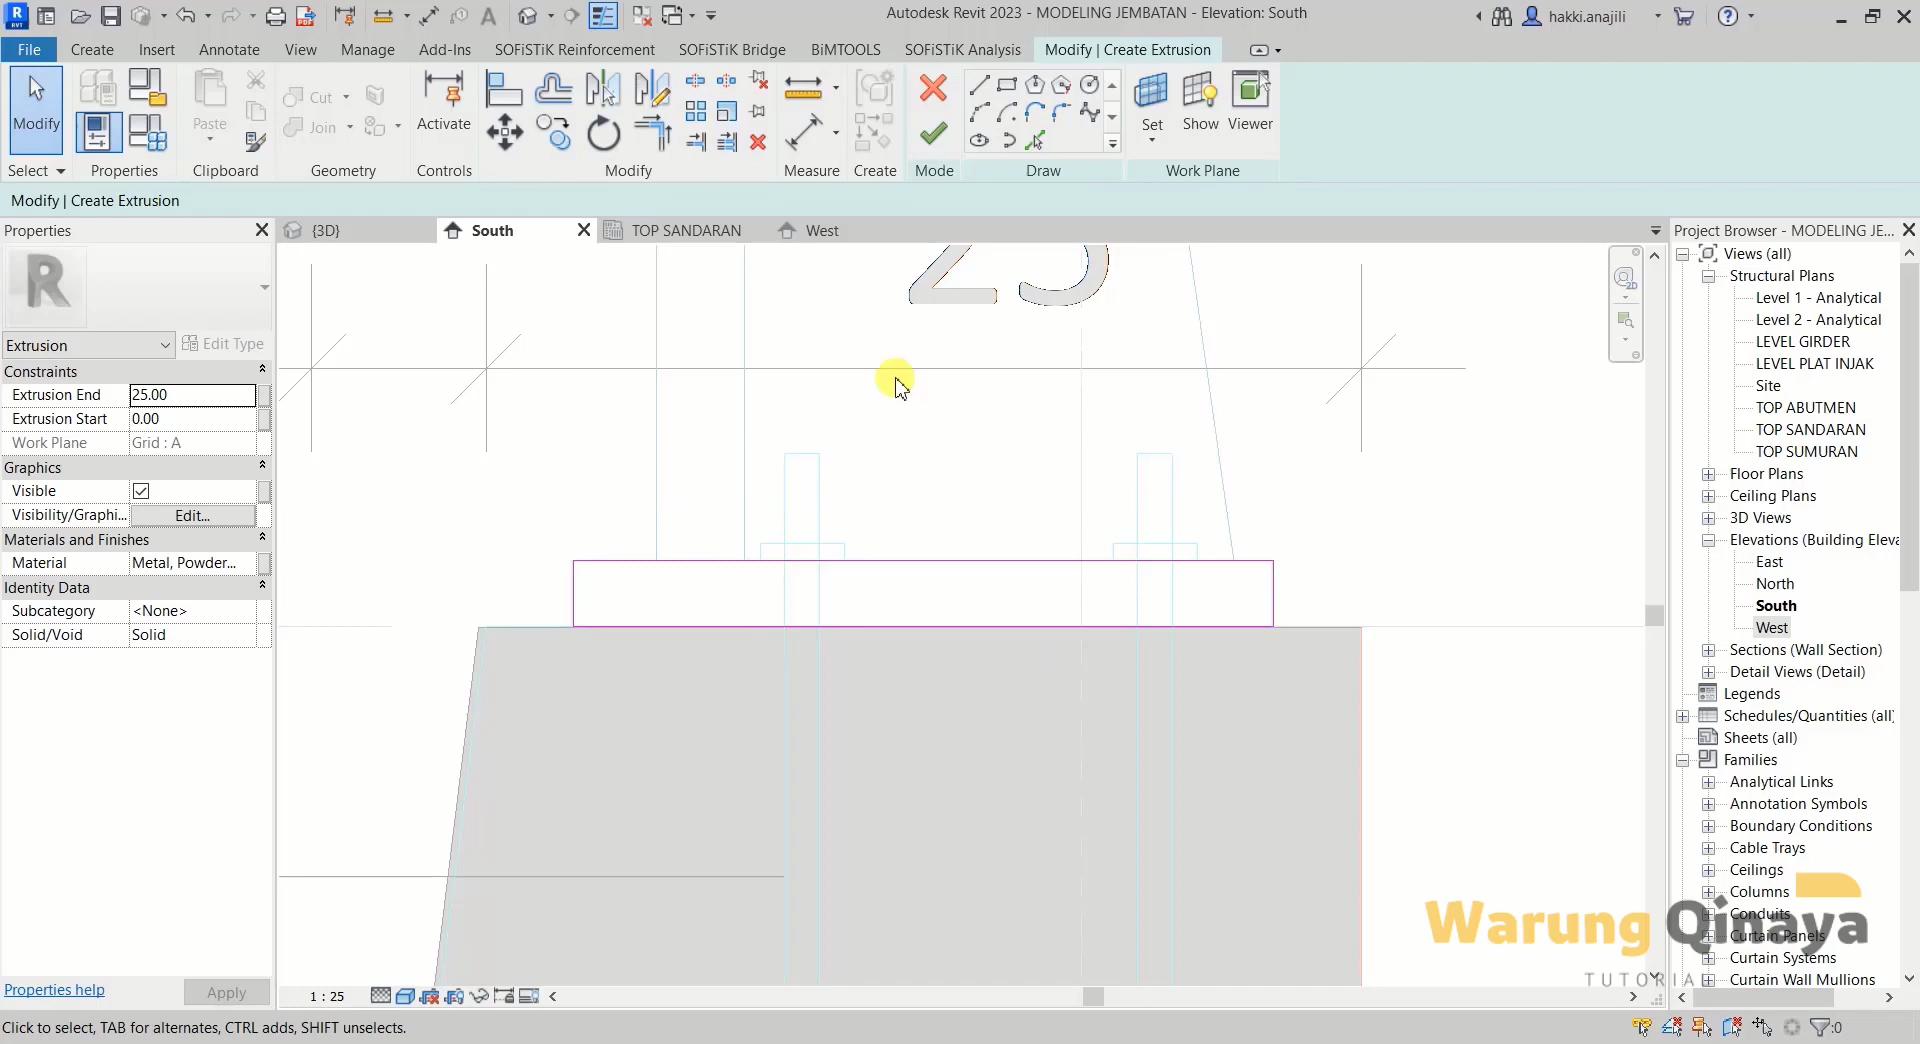 Autodesk Revit 2023 - MODELING JEMBATAN - Elevation: South
hakki.anajili
File Create Insert Annotate View Manage Add-Ins SOFiSTiK Reinforcement SOFiSTiK Bridge BiMTOOLS SOFiSTiK Analysis Modify | Create Extrusion
Modify Paste Cut Join Activate Set Show Viewer
Select Properties Clipboard Geometry Controls Modify Measure Create Mode Draw Work Plane
Modify | Create Extrusion
Properties
{3D} South TOP SANDARAN West
Project Browser - MODELING JE...
R
Extrusion Edit Type
Constraints
Extrusion End 25.00
Extrusion Start 0.00
Work Plane Grid : A
Graphics
Visible
Visibility/Graphi... Edit...
Materials and Finishes
Material Metal, Powder...
Identity Data
Subcategory <None>
Solid/Void Solid
Properties help Apply
1 : 25
Click to select, TAB for alternates, CTRL adds, SHIFT unselects.
Views (all)
Structural Plans
Level 1 - Analytical
Level 2 - Analytical
LEVEL GIRDER
LEVEL PLAT INJAK
Site
TOP ABUTMEN
TOP SANDARAN
TOP SUMURAN
Floor Plans
Ceiling Plans
3D Views
Elevations (Building Eleva
East
North
South
West
Sections (Wall Section)
Detail Views (Detail)
Legends
Schedules/Quantities (all)
Sheets (all)
Families
Analytical Links
Annotation Symbols
Boundary Conditions
Cable Trays
Ceilings
Columns
Conduits
Curtain Panels
Curtain Systems
Curtain Wall Mullions
Warung Qinaya
TUTORIAL
:0